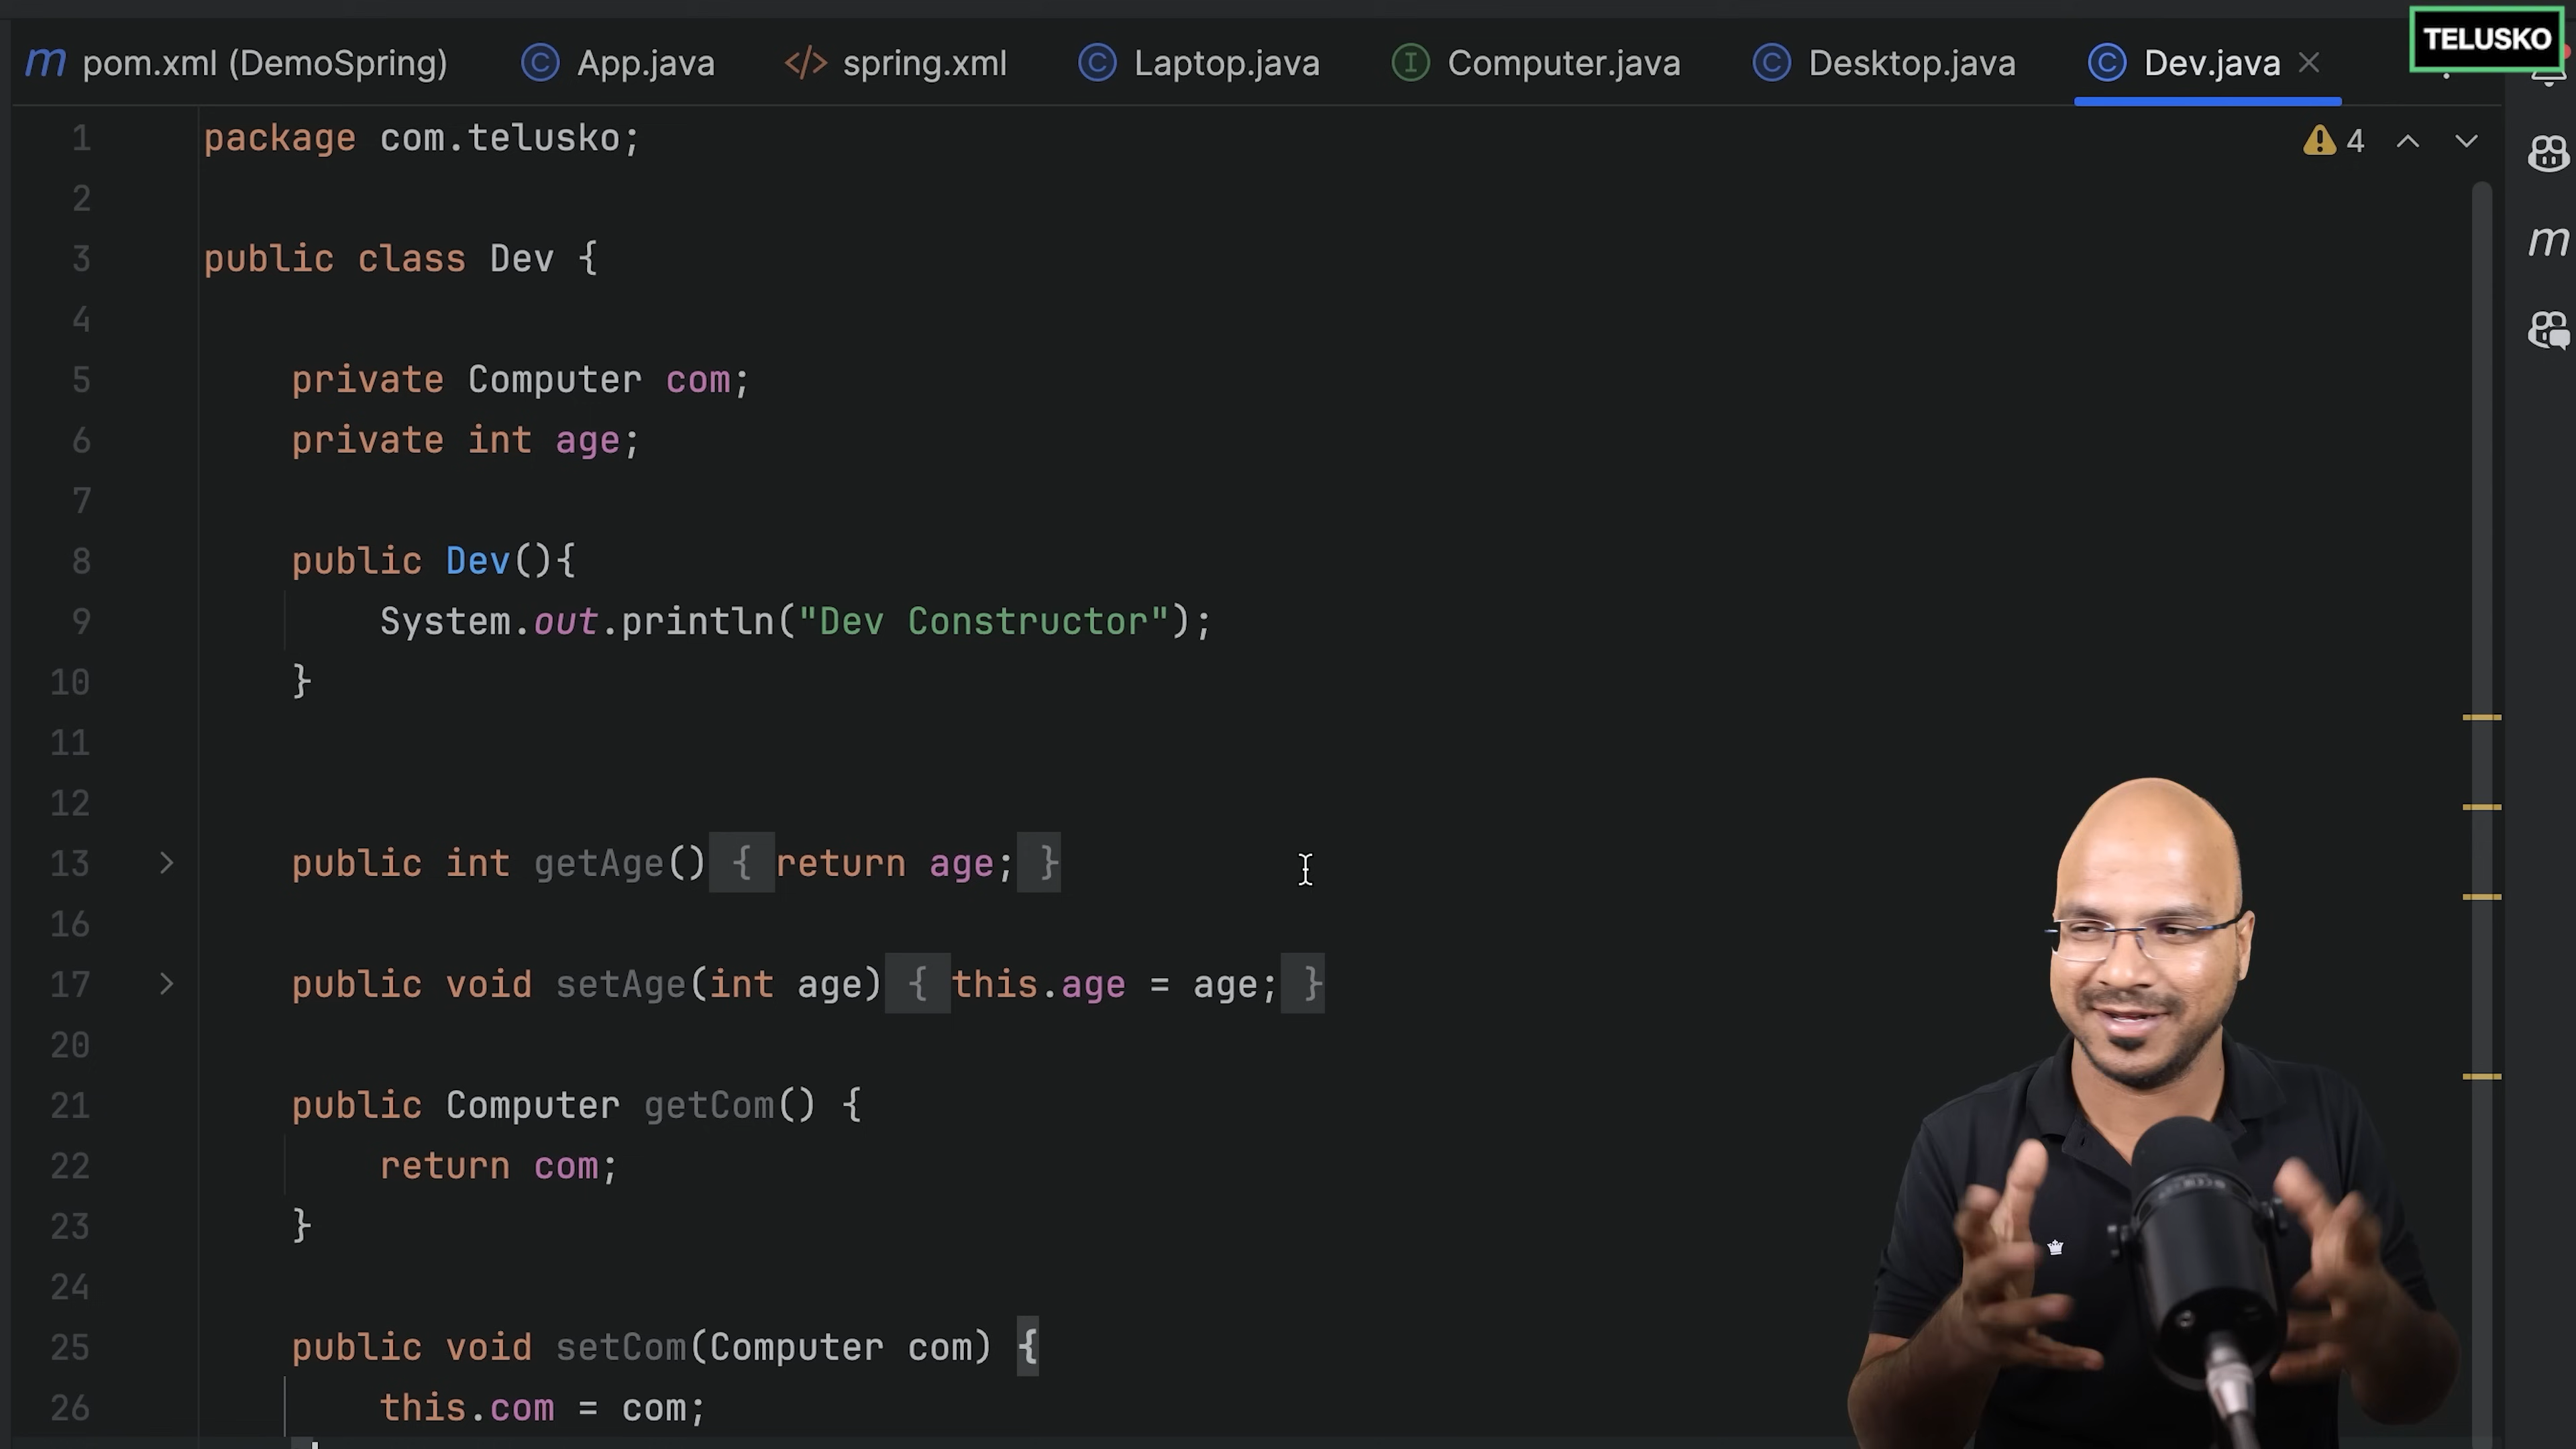 pom.xml (DemoSpring) App.java spring.xml Laptop.java Computer.java Desktop.java Dev.java TELUSKO
4
1 package com.telusko;
2
3 public class Dev {
4
5 private Computer com;
6 private int age;
7
8 public Dev(){
9 System.out.println("Dev Constructor");
10 }
11
12
13 public int getAge() { return age; }
16
17 public void setAge(int age) { this.age = age; }
20
21 public Computer getCom() {
22 return com;
23 }
24
25 public void setCom(Computer com) {
26 this.com = com;